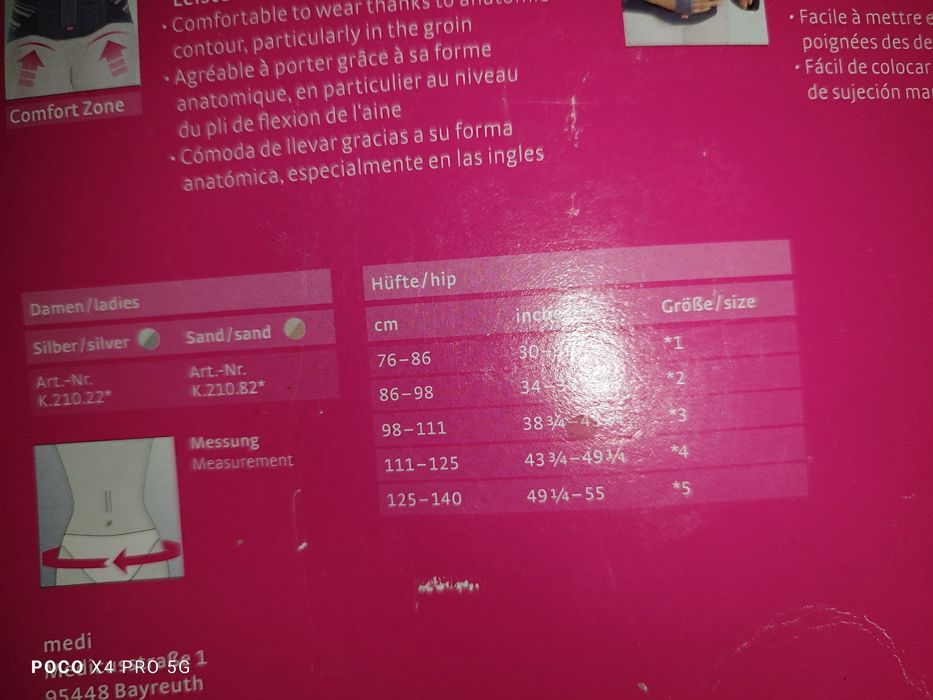 • Comfortable to wear thanks to
contour, particularly in the groin
• Agréable à porter grâce à sa forme
anatomique, en particulier au niveau
du pli de flexion de l'aine
• Cómoda de llevar gracias a su forma
anatómica, especialmente en las ingles
Comfort Zone
• Facile à mettre
poignées des de
• Fácil de colocar
de sujeción
Damen/ladies
Silber/silver Sand/sand
Art.-Nr. Art.-Nr.
K.210.22* K.210.82*
Messung
Measurement
Hüfte/hip
cm Größe/size
76–86 30 *1
86–98 34– *2
98–111 38 ¾– *3
111–125 43 ¾–49 ¼ *4
125–140 49 ¼–55 *5
medi
1
95448 Bayreuth
POCO X4 PRO 5G